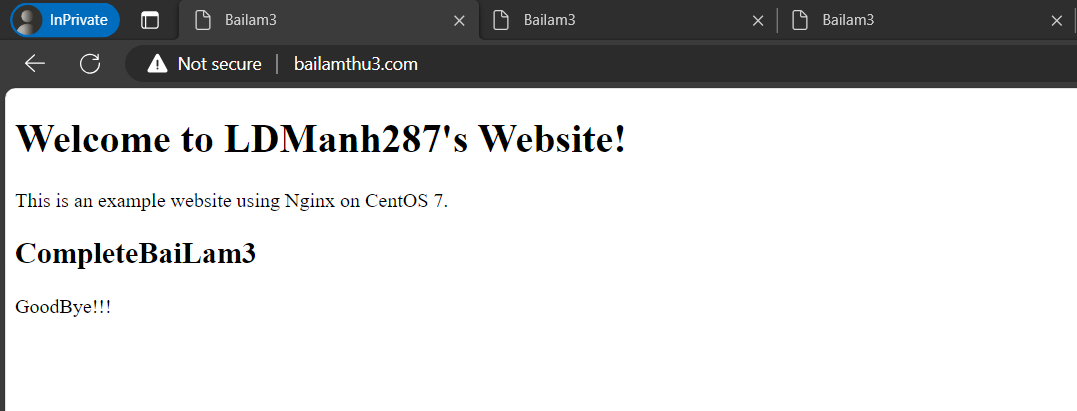 InPrivate
Bailam3
Bailam3
Bailam3
Not secure
bailamthu3.com
Welcome to LDManh287's Website!
This is an example website using Nginx on CentOS 7.
CompleteBaiLam3
GoodBye!!!